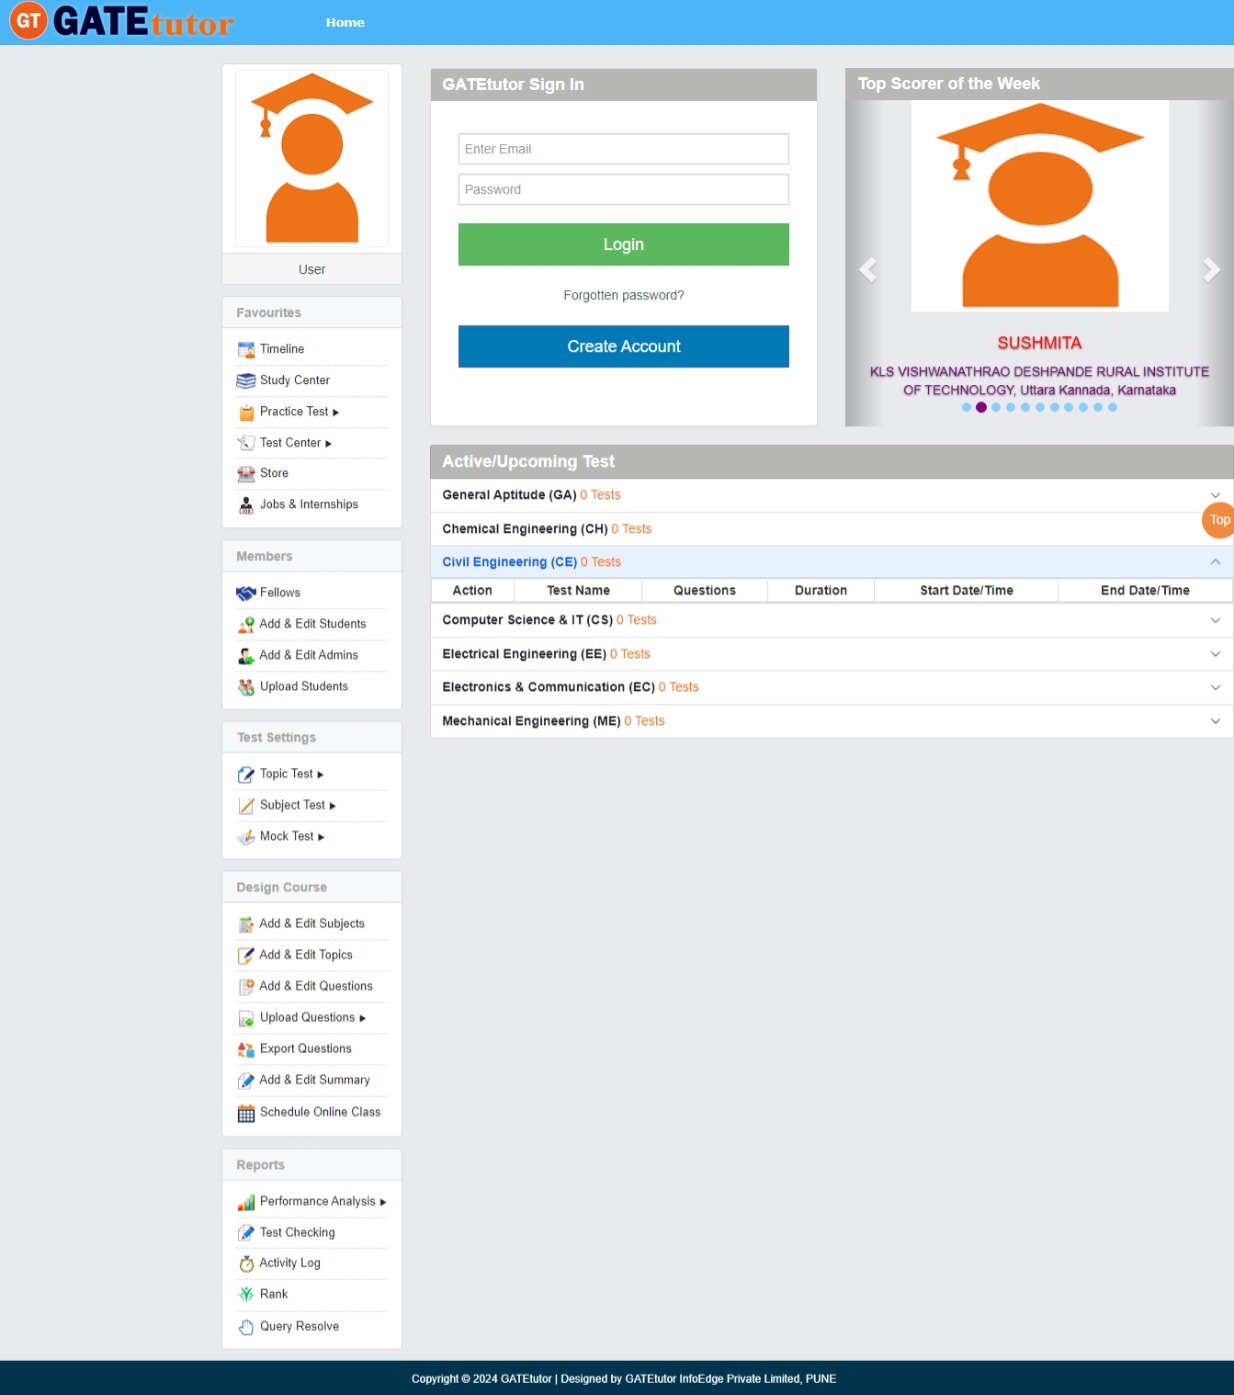 GT GATEtutor
Home
User
Favourites
Timeline
Study Center
Practice Test ▸
Test Center ▸
Store
Jobs & Internships
Members
Fellows
Add & Edit Students
Add & Edit Admins
Upload Students
Test Settings
Topic Test ▸
Subject Test ▸
Mock Test ▸
Design Course
Add & Edit Subjects
Add & Edit Topics
Add & Edit Questions
Upload Questions ▸
Export Questions
Add & Edit Summary
Schedule Online Class
Reports
Performance Analysis ▸
Test Checking
Activity Log
Rank
Query Resolve
GATEtutor Sign In
Enter Email
Password
Login
Forgotten password?
Create Account
Top Scorer of the Week
SUSHMITA
KLS VISHWANATHRAO DESHPANDE RURAL INSTITUTE
OF TECHNOLOGY, Uttara Kannada, Karnataka
Active/Upcoming Test
General Aptitude (GA) 0 Tests
Top
Chemical Engineering (CH) 0 Tests
Civil Engineering (CE) 0 Tests
Action Test Name Questions Duration Start Date/Time End Date/Time
Computer Science & IT (CS) 0 Tests
Electrical Engineering (EE) 0 Tests
Electronics & Communication (EC) 0 Tests
Mechanical Engineering (ME) 0 Tests
Copyright © 2024 GATEtutor | Designed by GATEtutor InfoEdge Private Limited, PUNE